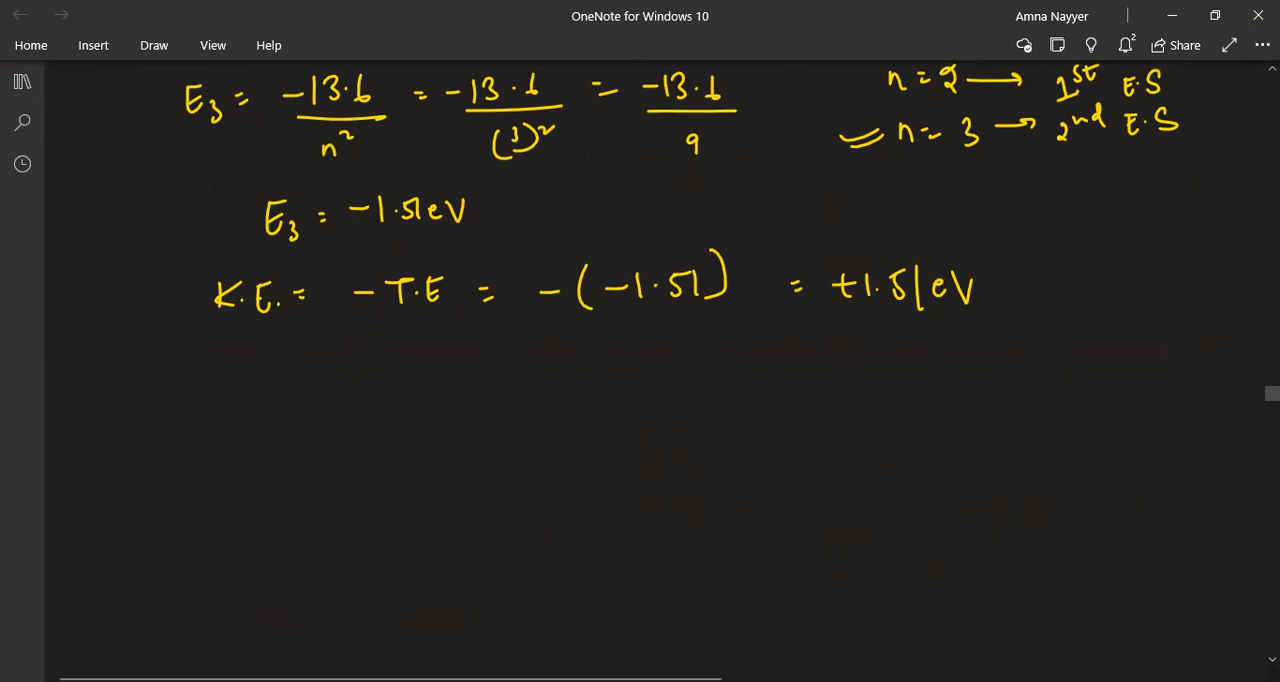 OneNote for Windows 10
Amna Nayyer
Home Insert Draw View Help
2 Share
E3 = -13.6/n² = -13.6/(3)² = -13.6/9
n = 2 → 1st E.S
n = 3 → 2nd E.S
E3 = -1.51eV
K.E. = - T.E = - (-1.51) = +1.51eV